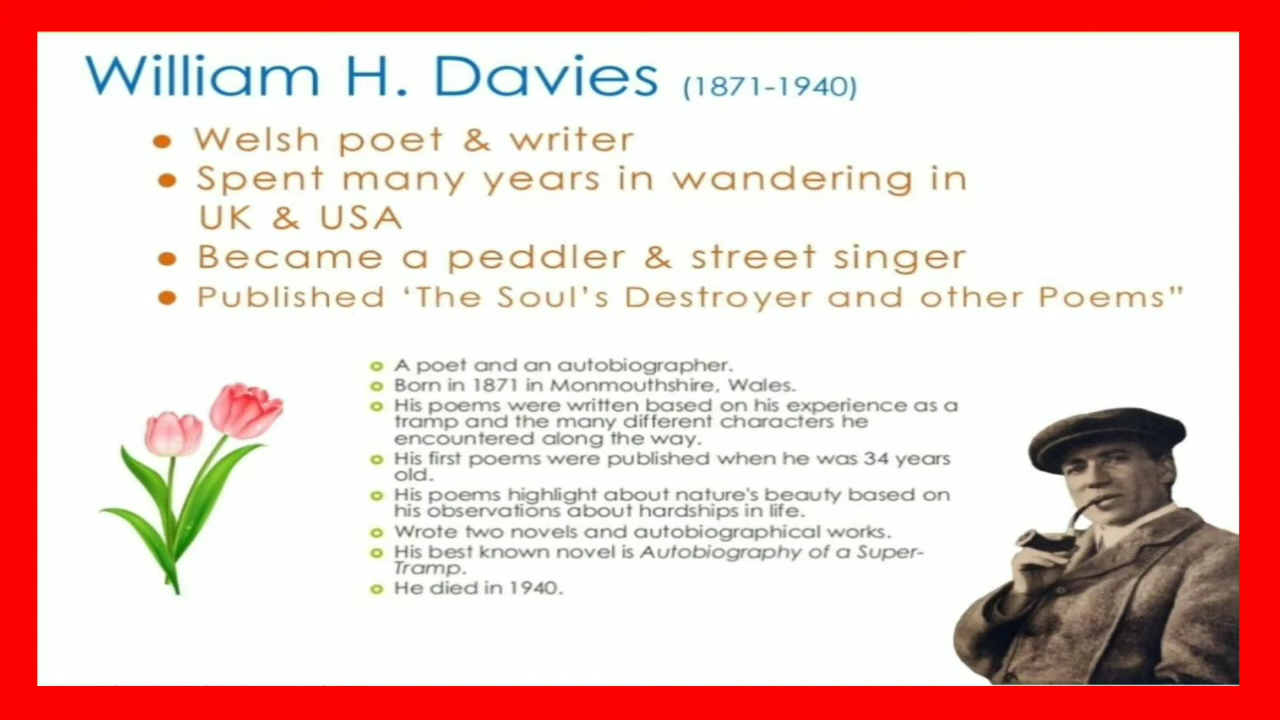 William H. Davies (1871-1940)
● Welsh poet & writer
● Spent many years in wandering in
UK & USA
● Became a peddler & street singer
● Published ‘The Soul’s Destroyer and other Poems”
A poet and an autobiographer.
Born in 1871 in Monmouthshire, Wales.
His poems were written based on his experience as a
tramp and the many different characters he
encountered along the way.
His first poems were published when he was 34 years
old.
His poems highlight about nature's beauty based on
his observations about hardships in life.
Wrote two novels and autobiographical works.
His best known novel is Autobiography of a Super-
Tramp.
He died in 1940.